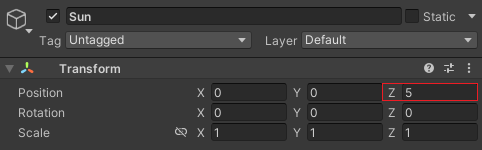 Sun Static
Tag Untagged Layer Default
Transform
Position X 0 Y 0 Z 5
Rotation X 0 Y 0 Z 0
Scale X 1 Y 1 Z 1